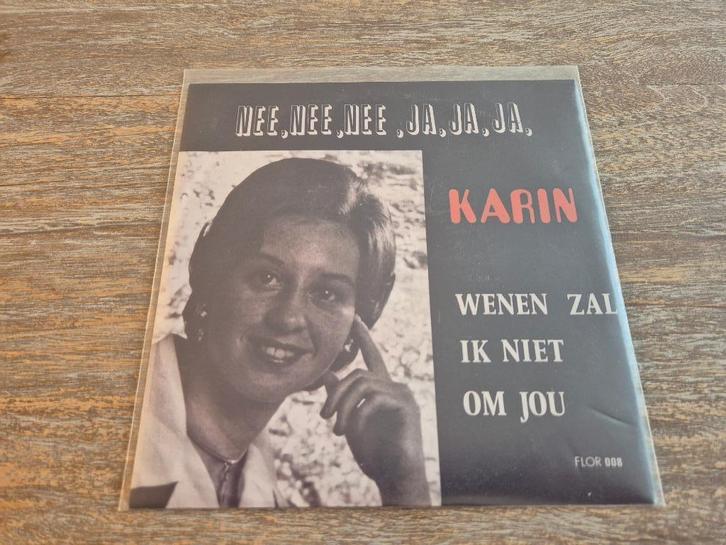 NEE,NEE,NEE ,JA,JA,JA,
KARIN
WENEN ZAL
IK NIET
OM JOU
FLOR 008